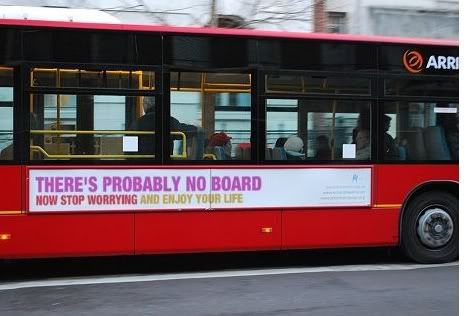 ARRI
THERE'S PROBABLY NO BOARD
NOW STOP WORRYING AND ENJOY YOUR LIFE